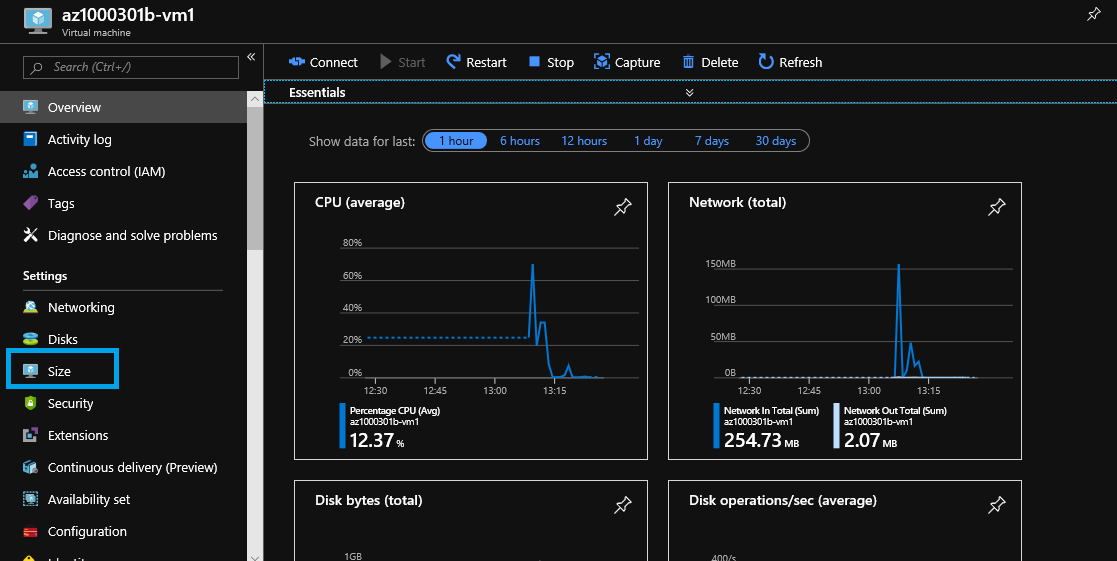 az1000301b-vm1
Virtual machine
Search (Ctrl+/)
Overview
Activity log
Access control (IAM)
Tags
Diagnose and solve problems
Settings
Networking
Disks
Size
Security
Extensions
Continuous delivery (Preview)
Availability set
Configuration
Connect Start Restart Stop Capture Delete Refresh
Essentials
Show data for last: 1 hour 6 hours 12 hours 1 day 7 days 30 days
CPU (average)
80%
60%
40%
20%
0%
12:30 12:45 13:00 13:15
Percentage CPU (Avg)
az1000301b-vm1
12.37 %
Network (total)
150MB
100MB
50MB
0B
12:30 12:45 13:00 13:15
Network In Total (Sum)
az1000301b-vm1
254.73 MB
Network Out Total (Sum)
az1000301b-vm1
2.07 MB
Disk bytes (total)
1GB
Disk operations/sec (average)
400/s